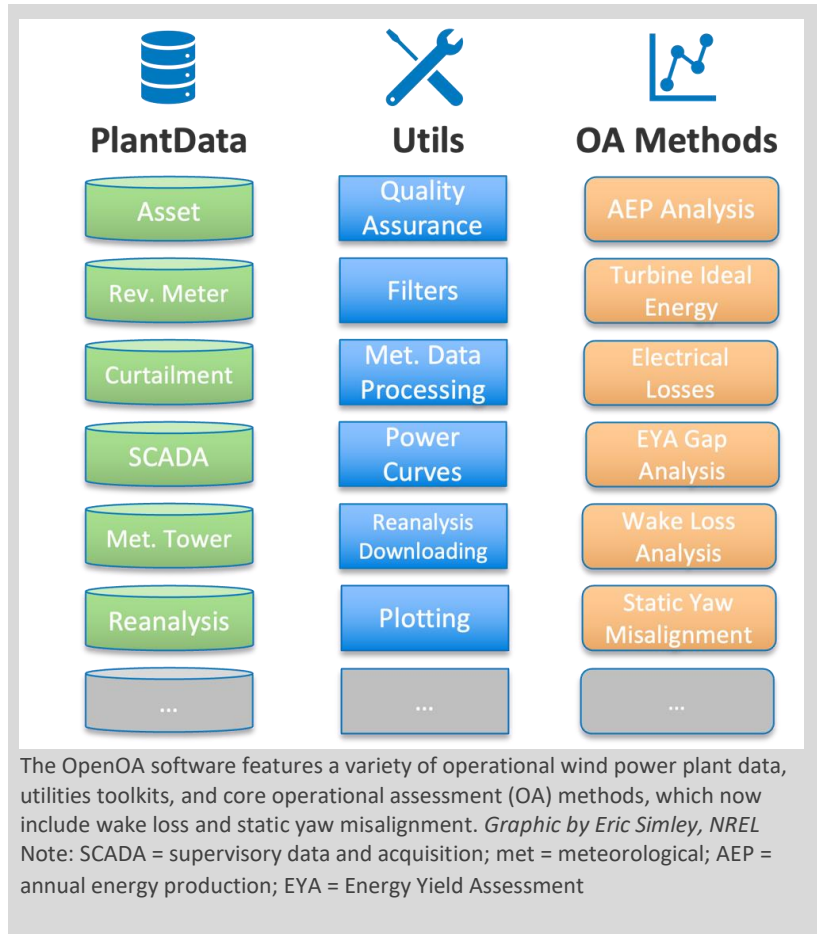 PlantData
Asset
Rev. Meter
Curtailment
SCADA
Met. Tower
Reanalysis
...
Utils
Quality
Assurance
Filters
Met. Data
Processing
Power
Curves
Reanalysis
Downloading
Plotting
...
OA Methods
AEP Analysis
Turbine Ideal
Energy
Electrical
Losses
EYA Gap
Analysis
Wake Loss
Analysis
Static Yaw
Misalignment
...
The OpenOA software features a variety of operational wind power plant data,
utilities toolkits, and core operational assessment (OA) methods, which now
include wake loss and static yaw misalignment. Graphic by Eric Simley, NREL
Note: SCADA = supervisory data and acquisition; met = meteorological; AEP =
annual energy production; EYA = Energy Yield Assessment